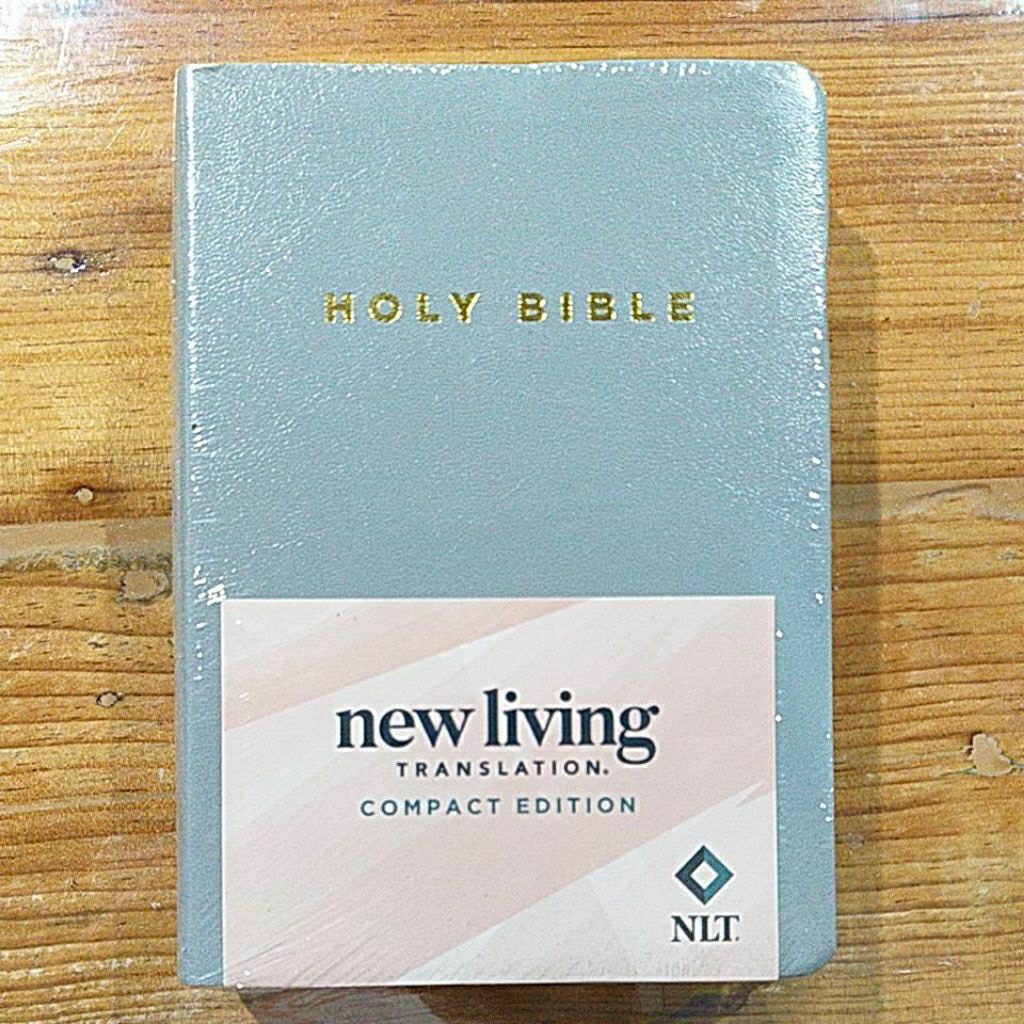 HOLY BIBLE
new living
TRANSLATION.
COMPACT EDITION
NLT.